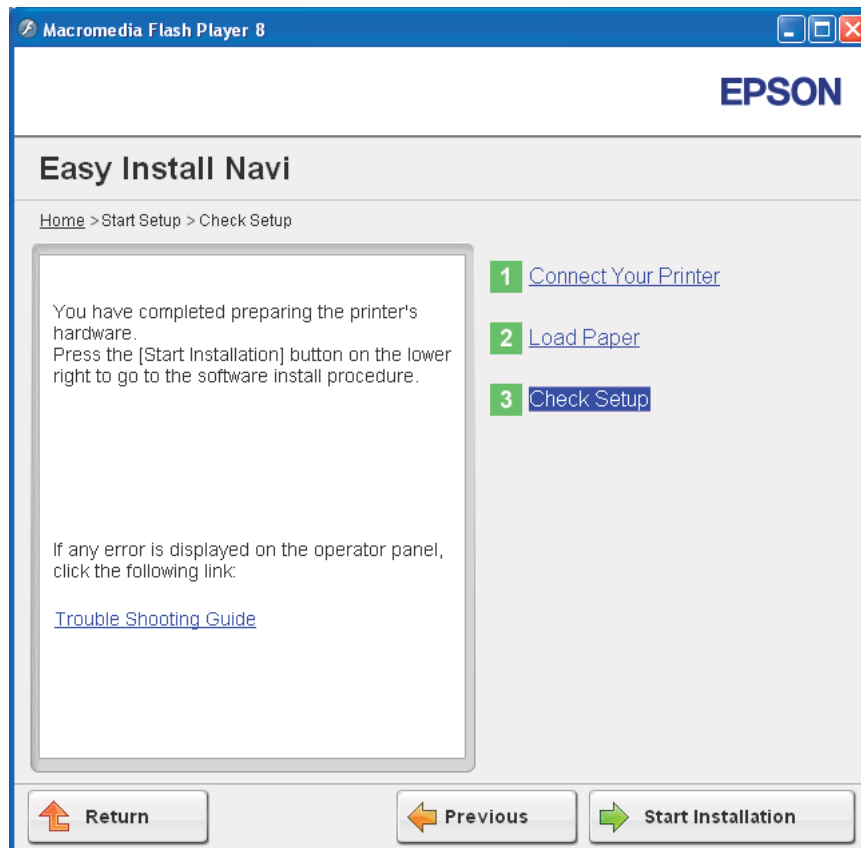 Macromedia Flash Player 8
EPSON
Easy Install Navi
Home > Start Setup > Check Setup
You have completed preparing the printer's
hardware.
Press the [Start Installation] button on the lower
right to go to the software install procedure.
If any error is displayed on the operator panel,
click the following link:
Trouble Shooting Guide
1 Connect Your Printer
2 Load Paper
3 Check Setup
Return
Previous
Start Installation